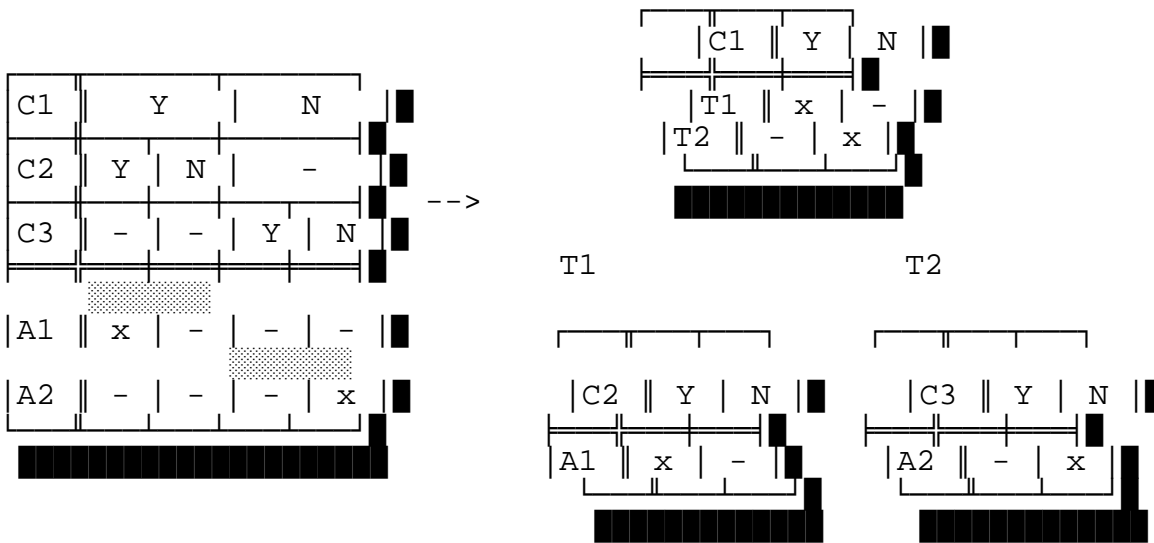 C1 Y N
T1 x -
T2 - x
C1 Y N
C2 Y N -
C3 - - Y N
A1 x - - -
A2 - - - x
-->
T1 T2
C2 Y N
A1 x -
C3 Y N
A2 - x